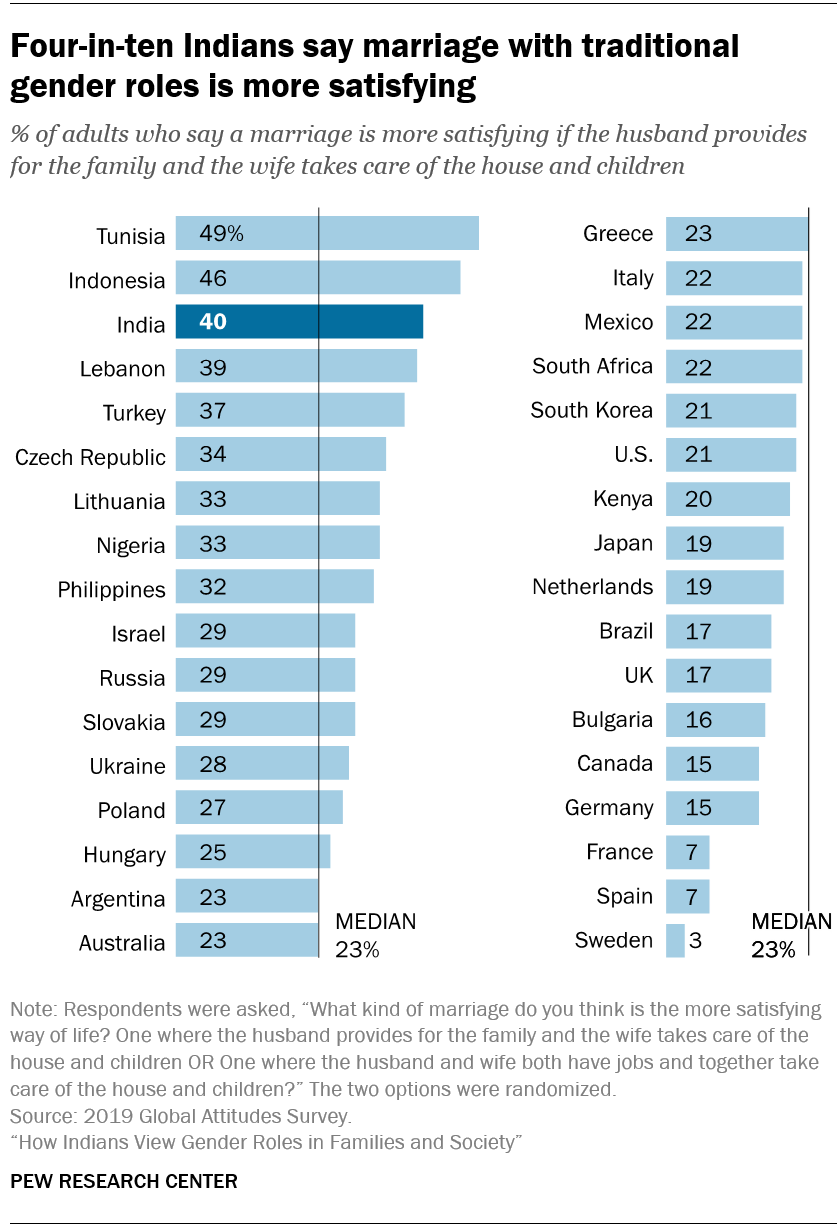 Four-in-ten Indians say marriage with traditional
gender roles is more satisfying
% of adults who say a marriage is more satisfying if the husband provides
for the family and the wife takes care of the house and children
Tunisia 49%
Indonesia 46
India 40
Lebanon 39
Turkey 37
Czech Republic 34
Lithuania 33
Nigeria 33
Philippines 32
Israel 29
Russia 29
Slovakia 29
Ukraine 28
Poland 27
Hungary 25
Argentina 23
Australia 23
MEDIAN
23%
Greece 23
Italy 22
Mexico 22
South Africa 22
South Korea 21
U.S. 21
Kenya 20
Japan 19
Netherlands 19
Brazil 17
UK 17
Bulgaria 16
Canada 15
Germany 15
France 7
Spain 7
Sweden 3
MEDIAN
23%
Note: Respondents were asked, “What kind of marriage do you think is the more satisfying
way of life? One where the husband provides for the family and the wife takes care of the
house and children OR One where the husband and wife both have jobs and together take
care of the house and children?” The two options were randomized.
Source: 2019 Global Attitudes Survey.
“How Indians View Gender Roles in Families and Society”
PEW RESEARCH CENTER